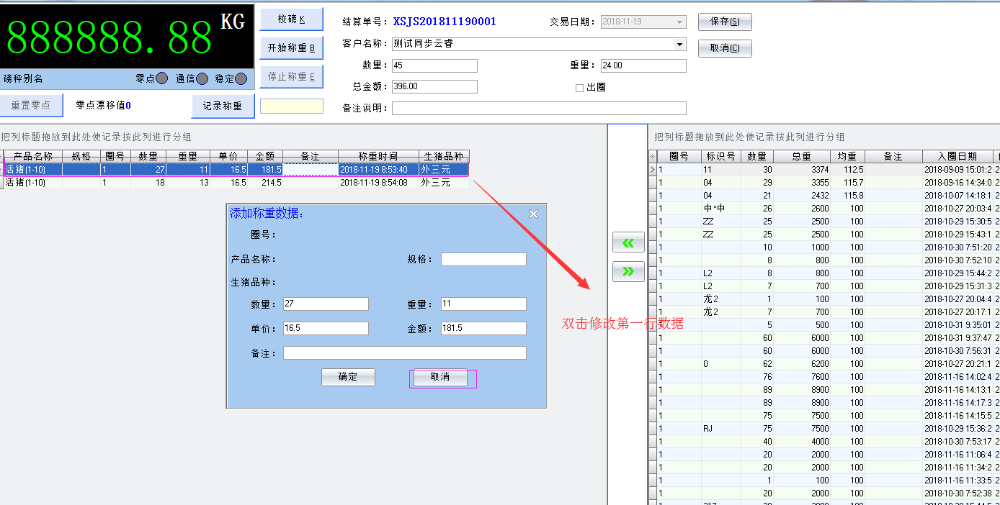 888888.88 KG
磅秤别名 零点 通信 稳定
重置零点 零点漂移值0 记录称重
校磅 K
开始称重 B
停止称重 E
结算单号: XSJS201811190001 交易日期: 2018-11-19 保存(S)
客户名称: 测试同步云睿 取消(C)
数量: 45 重量: 24.00
总金额: 396.00 出圈
备注说明:
把列标题拖放到此处使记录按此列进行分组
产品名称 规格 圈号 数量 重量 单价 金额 备注 称重时间 生猪品种
活猪(1-10) 1 27 11 16.5 181.5 2018-11-19 8:53:40 外三元
活猪(1-10) 1 18 13 16.5 214.5 2018-11-19 8:54:08 外三元
添加称重数据:
圈号:
产品名称: 规格:
生猪品种:
数量: 27 重量: 11
单价: 16.5 金额: 181.5
备注:
确定 取消
双击修改第一行数据
把列标题拖放到此处使记录按此列进行分组
圈号 标识号 数量 总重 均重 备注 入圈日期
1 11 30 3374 112.5 2018-09-09 15:01:2 2
1 04 29 3355 115.7 2018-09-16 14:34:0 2
1 04 21 2432 115.8 2018-10-07 14:18:1 2
1 中*中 26 2600 100 2018-10-27 20:03:4 2
1 ZZ 25 2500 100 2018-10-29 15:30:5 2
1 ZZ 25 2500 100 2018-10-29 15:43:1 2
1 10 1000 100 2018-10-30 7:51:20 2
1 8 800 100 2018-10-30 7:52:10 2
1 L2 8 800 100 2018-10-29 15:44:2 2
1 L2 7 700 100 2018-10-29 15:31:3 2
1 龙2 1 100 100 2018-10-27 20:04:4 2
1 龙2 7 700 100 2018-10-27 20:17:1 2
1 5 500 100 2018-10-31 9:35:01 2
1 60 6000 100 2018-10-31 9:37:47 2
1 60 6000 100 2018-10-30 7:56:31 2
1 0 62 6200 100 2018-10-27 20:21:1 2
1 76 7600 100 2018-11-16 14:02:4 2
1 89 8900 100 2018-11-16 14:13:1 2
1 89 8900 100 2018-11-16 14:17:3 2
1 75 7500 100 2018-11-16 14:15:5 2
1 RJ 75 7500 100 2018-10-29 15:36:2 2
1 40 4000 100 2018-10-30 7:53:17 2
1 20 2000 100 2018-11-16 11:06:4 2
1 20 2000 100 2018-11-16 11:34:2 2
1 1 100 100 2018-11-16 11:33:5 2
1 20 2000 100 2018-10-30 7:52:38 2